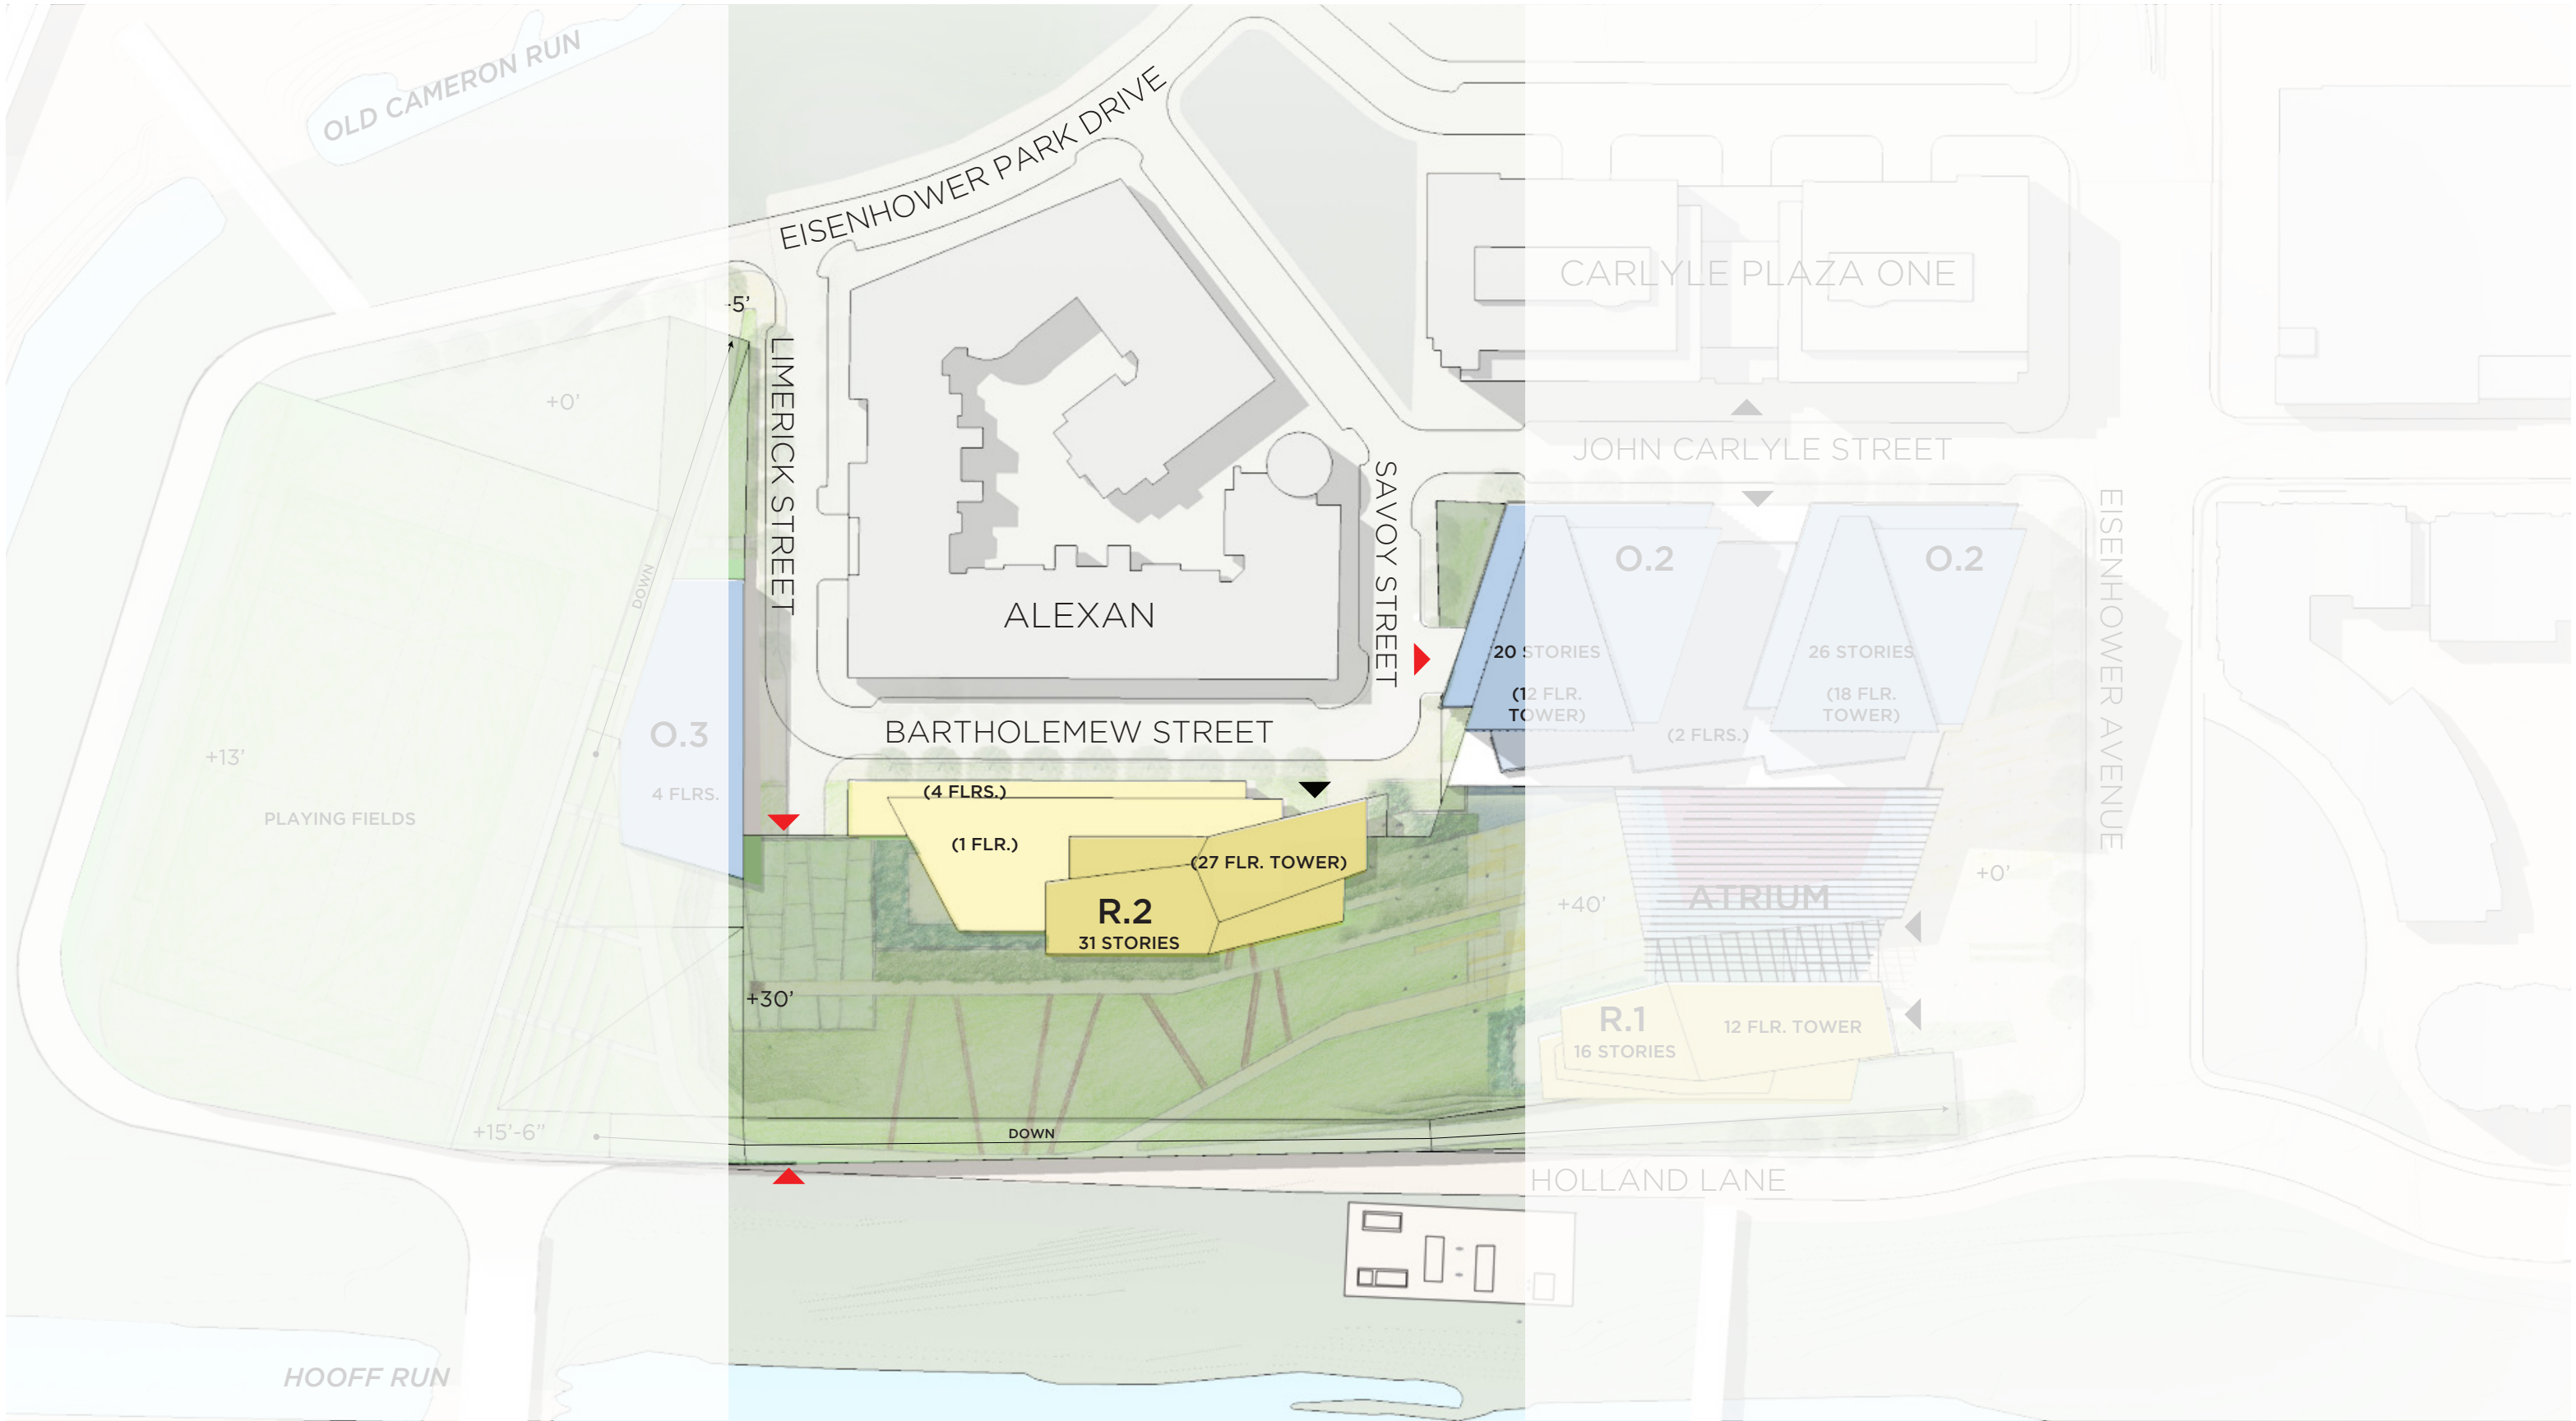 OLD CAMERON RUN
EISENHOWER PARK DRIVE
CARLYLE PLAZA ONE
-5'
+0'
LIMERICK STREET
JOHN CARLYLE STREET
SAVOY STREET
EISENHOWER AVENUE
O.2
O.2
DOWN
ALEXAN
20 STORIES
26 STORIES
(12 FLR.
TOWER)
(18 FLR.
TOWER)
(2 FLRS.)
O.3
4 FLRS.
BARTHOLEMEW STREET
+13'
PLAYING FIELDS
(4 FLRS.)
(1 FLR.)
(27 FLR. TOWER)
R.2
31 STORIES
+40'
ATRIUM
+0'
+30'
R.1
16 STORIES
12 FLR. TOWER
+15'-6"
DOWN
HOLLAND LANE
HOOFF RUN